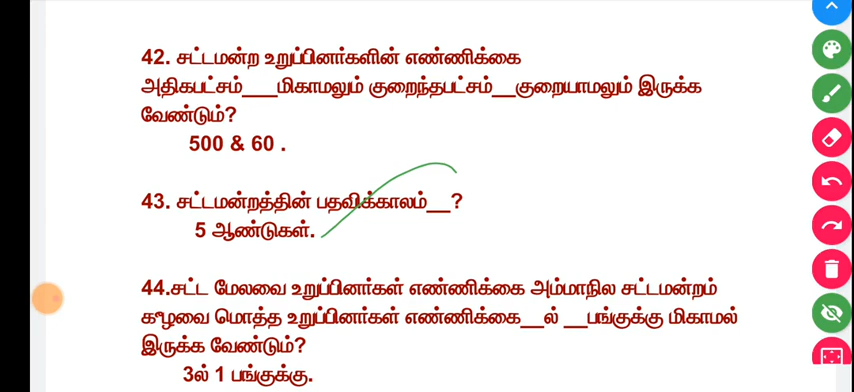 42. சட்டமன்ற உறுப்பினர்களின் எண்ணிக்கை
அதிகபட்சம்___மிகாமலும் குறைந்தபட்சம்__குறையாமலும் இருக்க
வேண்டும்?
500 & 60 .
43. சட்டமன்றத்தின் பதவிக்காலம்__?
5 ஆண்டுகள்.
44.சட்ட மேலவை உறுப்பினர்கள் எண்ணிக்கை அம்மாநில சட்டமன்றம்
கூழவை மொத்த உறுப்பினர்கள் எண்ணிக்கை__ல் __பங்குக்கு மிகாமல்
இருக்க வேண்டும்?
3ல் 1 பங்குக்கு.